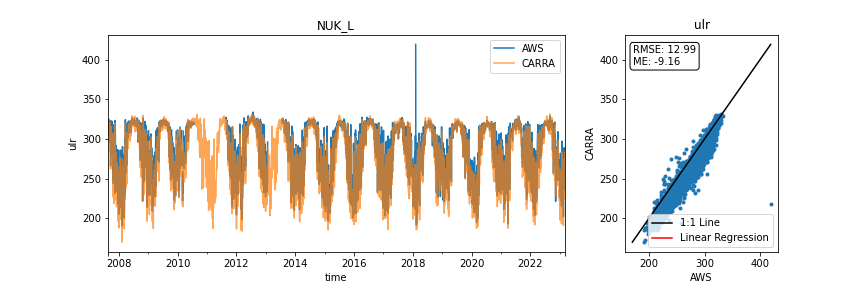 NUK_L
ulr
400
350
300
250
200
2008
2010
2012
2014
2016
2018
2020
2022
time
AWS
CARRA
ulr
CARRA
400
350
300
250
200
200
300
400
AWS
RMSE: 12.99
ME: -9.16
1:1 Line
Linear Regression